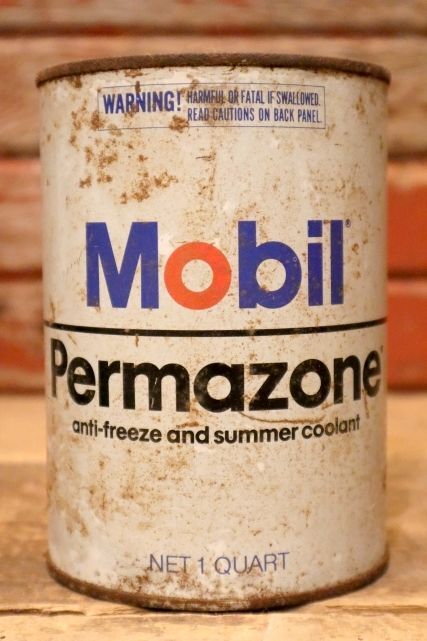 WARNING! HARMFUL OR FATAL IF SWALLOWED.
READ CAUTIONS ON BACK PANEL.
Mobil®
Permazone
anti-freeze and summer coolant
NET 1 QUART